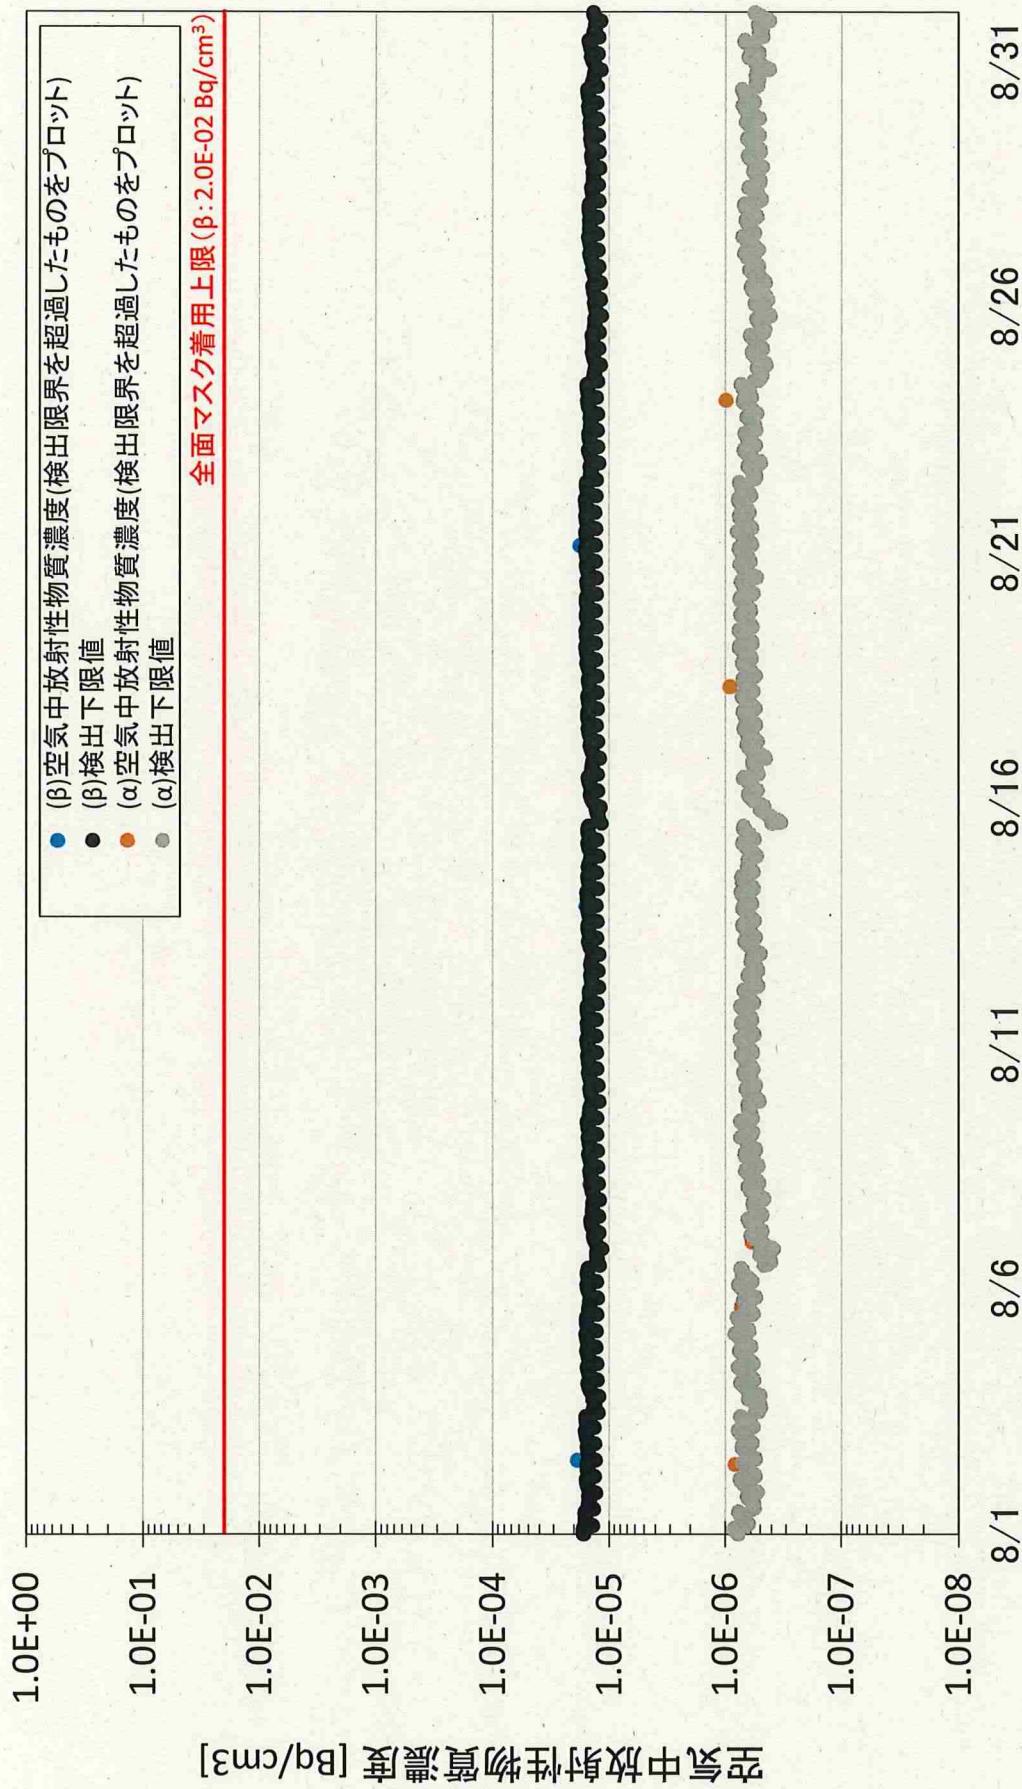 (β)空気中放射性物質濃度(検出限界を超過したものをプロット)
(β)検出下限値
(α)空気中放射性物質濃度(検出限界を超過したものをプロット)
(α)検出下限値
全面マスク着用上限(β:2.0E-02 Bq/cm³)
1.0E+00
1.0E-01
1.0E-02
1.0E-03
1.0E-04
1.0E-05
1.0E-06
1.0E-07
1.0E-08
空気中放射性物質濃度 [Bq/cm3]
8/1
8/6
8/11
8/16
8/21
8/26
8/31